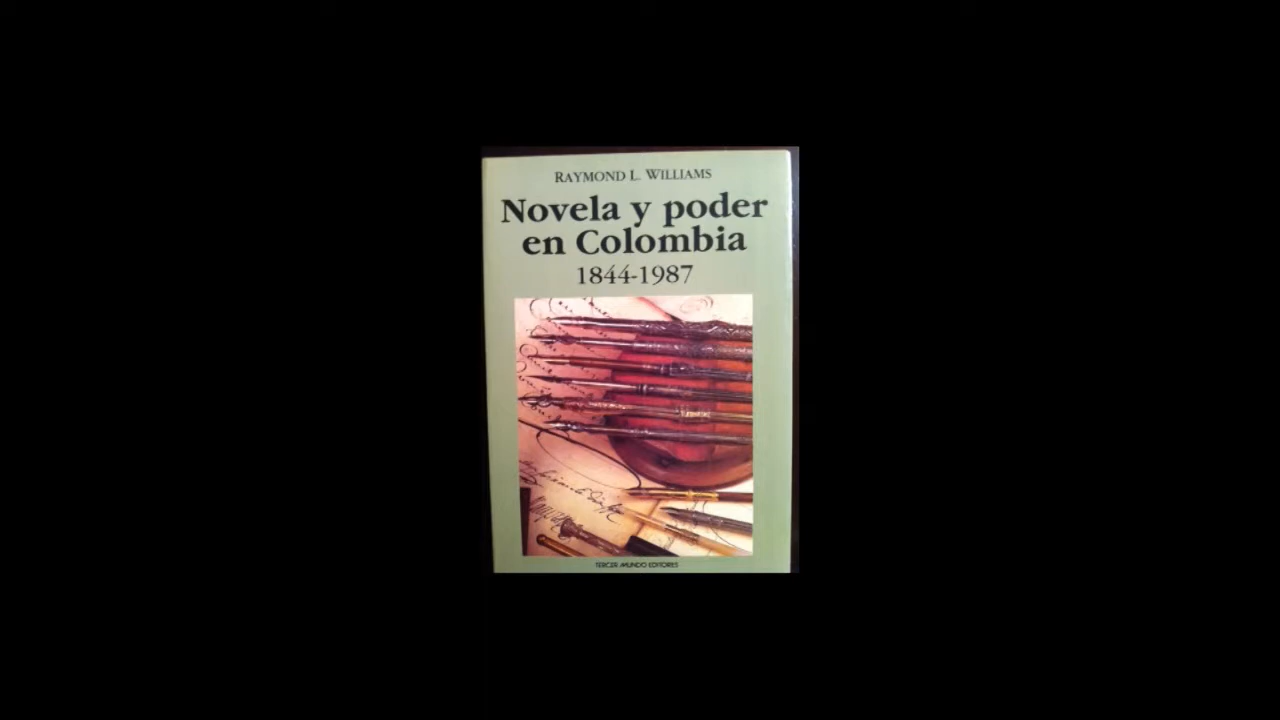 RAYMOND L. WILLIAMS
Novela y poder
en Colombia
1844-1987
TERCER MUNDO EDITORES